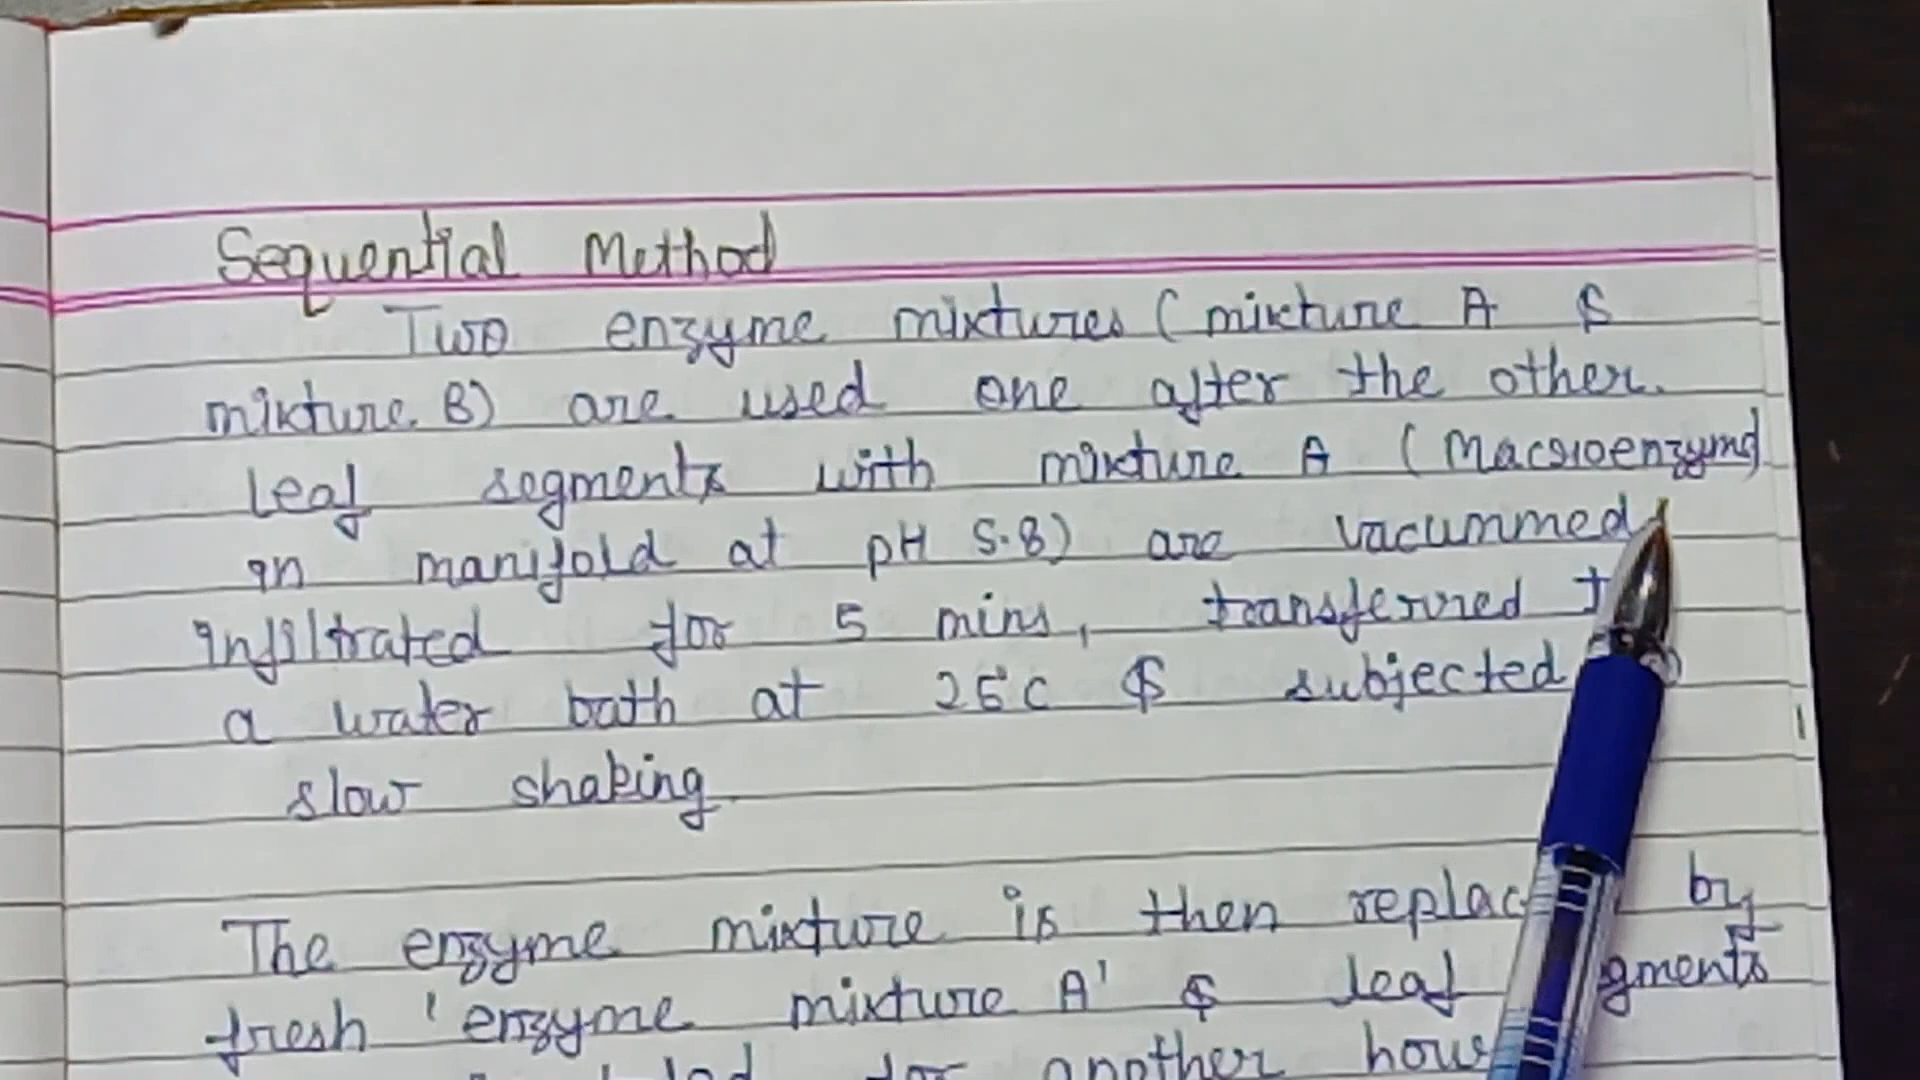 Sequential Method
Two enzyme mixtures (mixture A &
mixture B) are used one after the other.
leaf segments with mixture A (Macroenzyme)
in manifold at pH 5.8) are vacummed
infiltrated for 5 mins, transferred
a water bath at 25°C & subjected
slow shaking
The enzyme mixture is then by
fresh 'enzyme mixture A' & leaf
for another